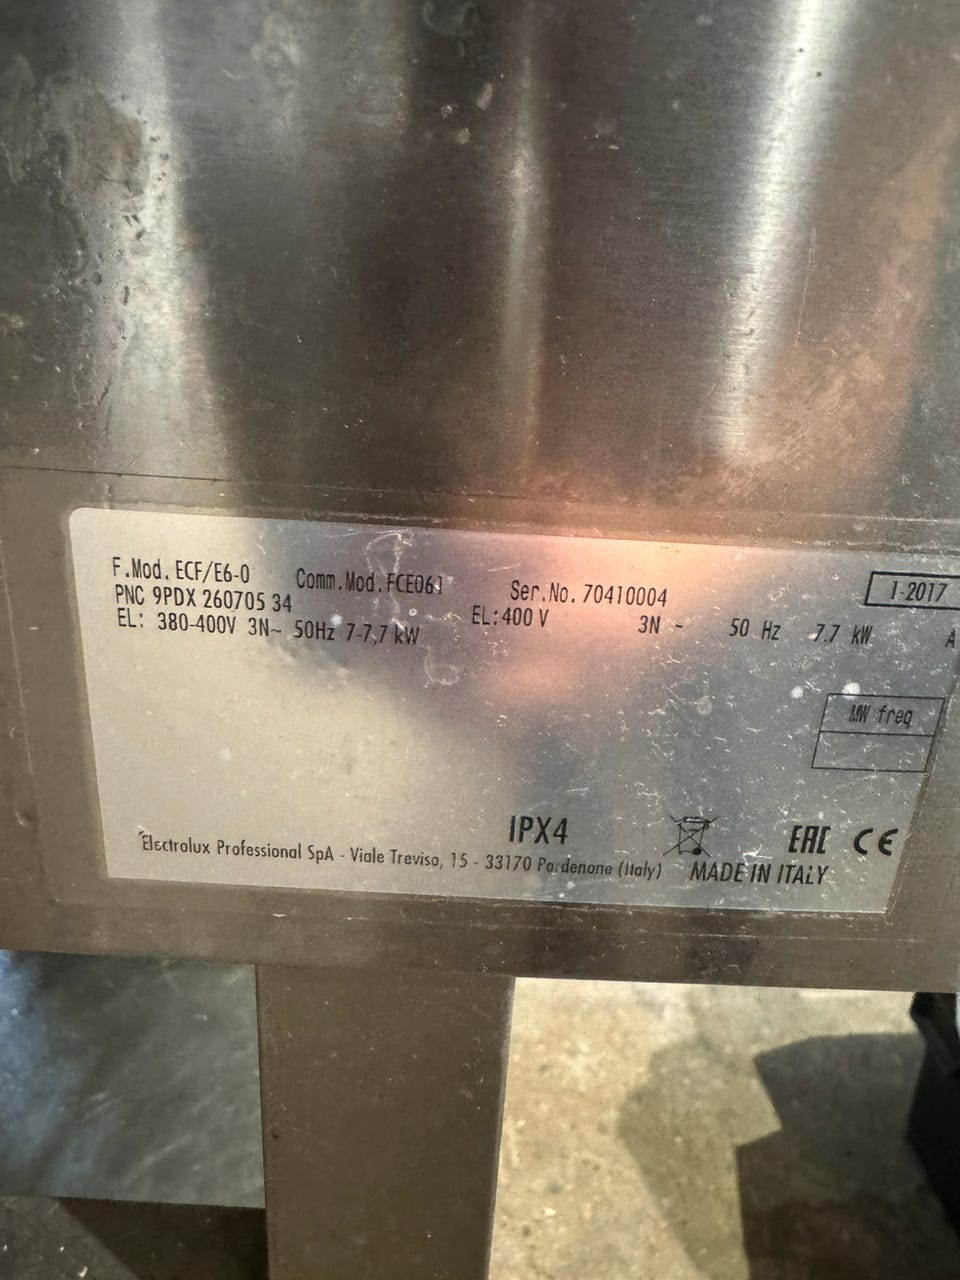 F.Mod. ECF/E6-0 Comm.Mod. FCE061 Ser.No. 70410004 1-2017
PNC 9PDX 260705 34
EL: 380-400V 3N~ 50Hz 7-7,7 kW EL:400 V 3N ~ 50 Hz 7.7 kW A
MW freq
IPX4 EAC CE
Electrolux Professional SpA - Viale Treviso, 15 - 33170 Pordenone (Italy) MADE IN ITALY